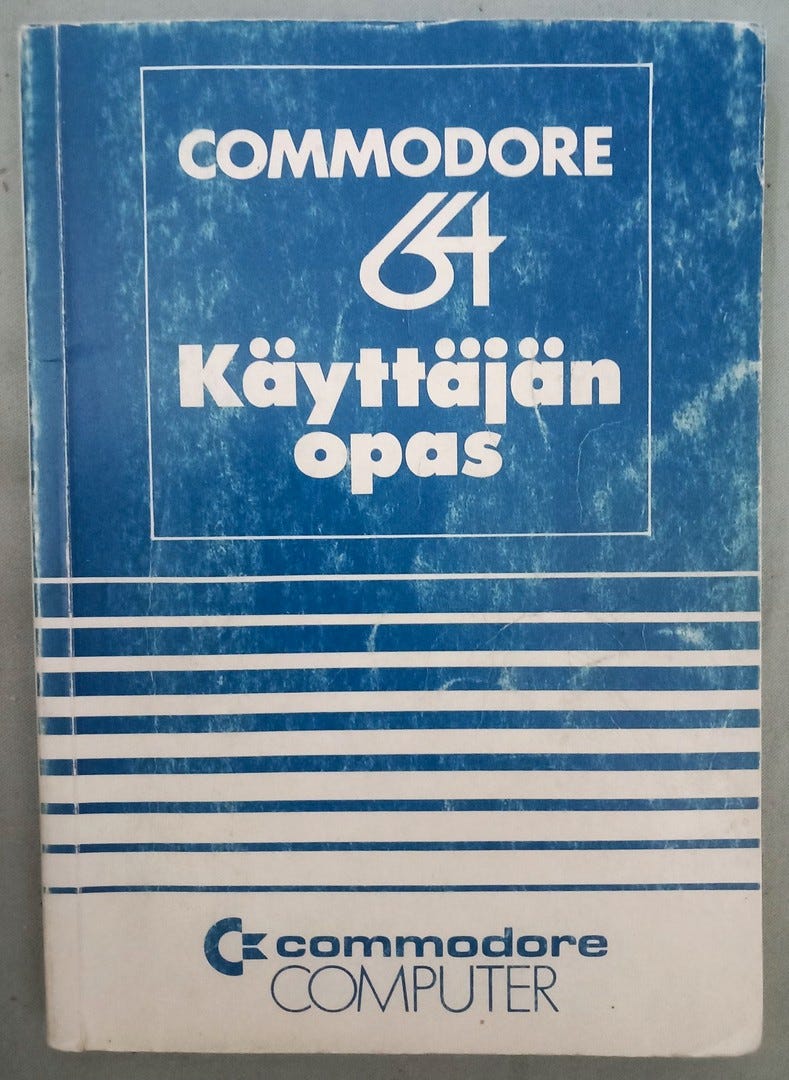 COMMODORE
64
Käyttäjän
opas
commodore
COMPUTER